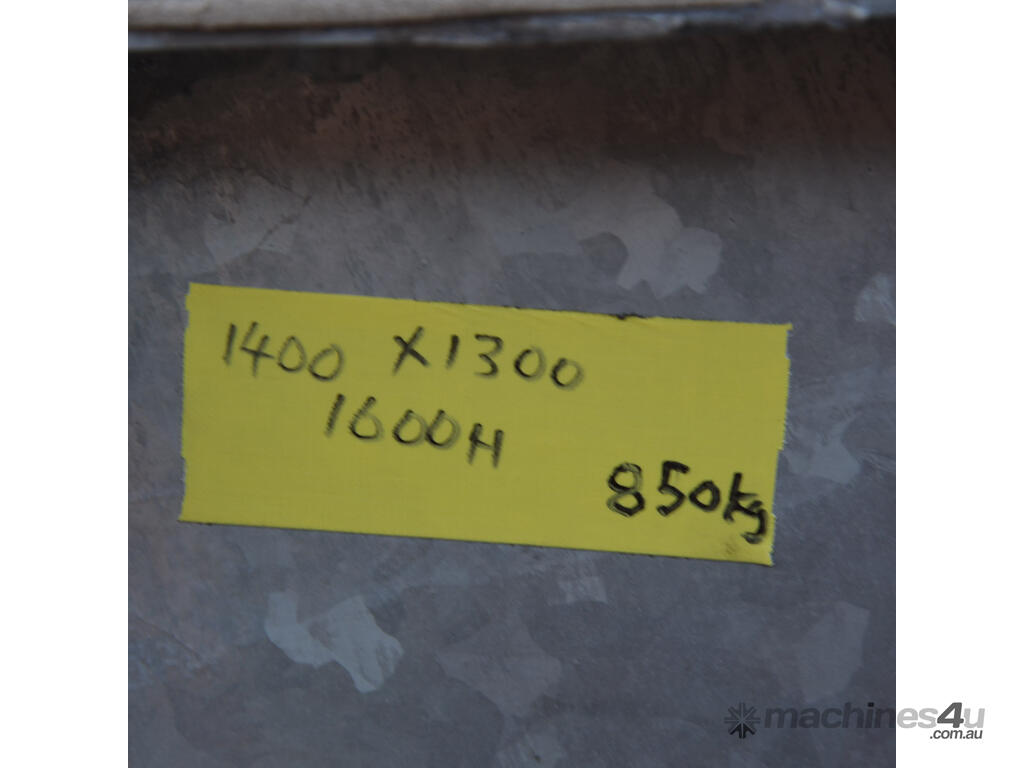 1400 X1300
1600H
850kg
machines4u
.com.au